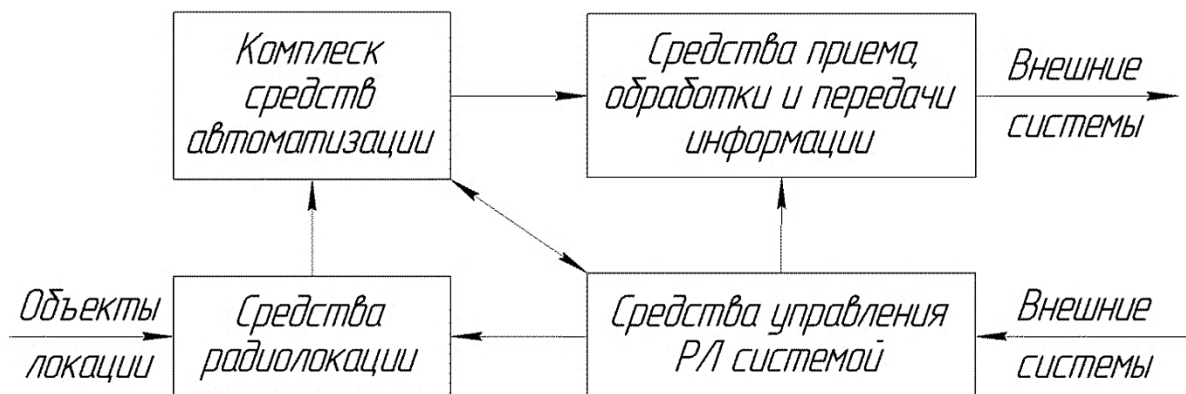 Комплеск
средств
автоматизации
Средства приема,
обработки и передачи
информации
Внешние
системы
Объекты
локации
Средства
радиолокации
Средства управления
РЛ системой
Внешние
системы